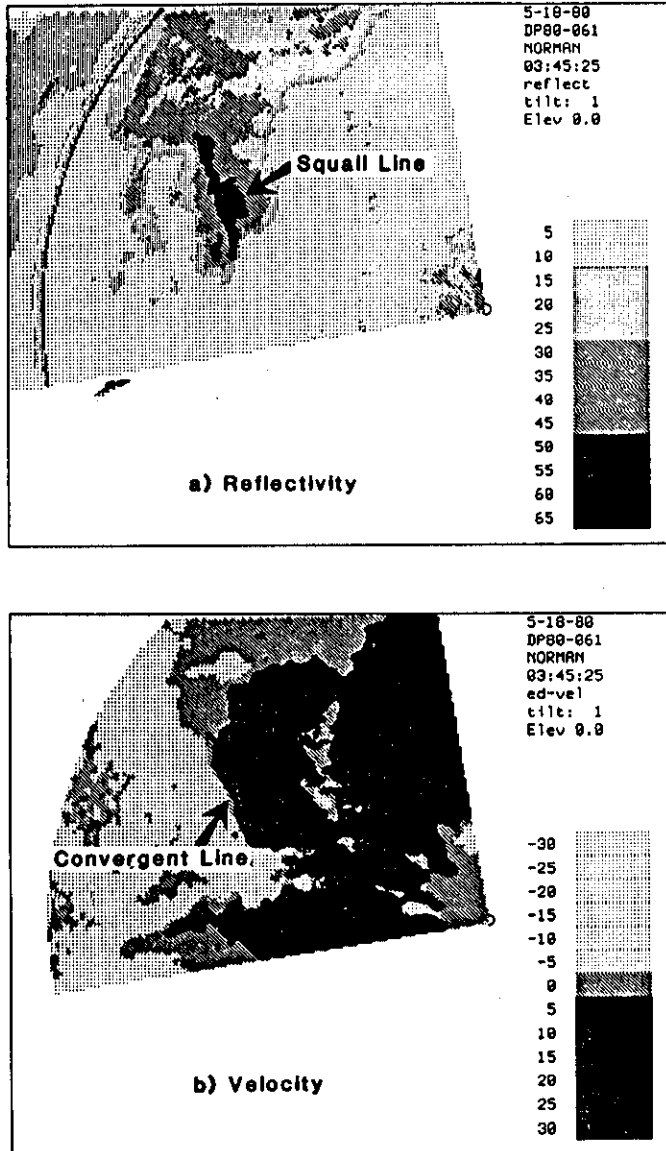 5-18-80
DP80-061
NORMAN
03:45:25
reflect
tilt: 1
Elev 0.0
Squall Line
5
10
15
20
25
30
35
40
45
50
55
60
65
a) Reflectivity
5-18-80
DP80-061
NORMAN
03:45:25
ed-vel
tilt: 1
Elev 0.0
Convergent Line
-30
-25
-20
-15
-10
-5
0
5
10
15
20
25
30
b) Velocity